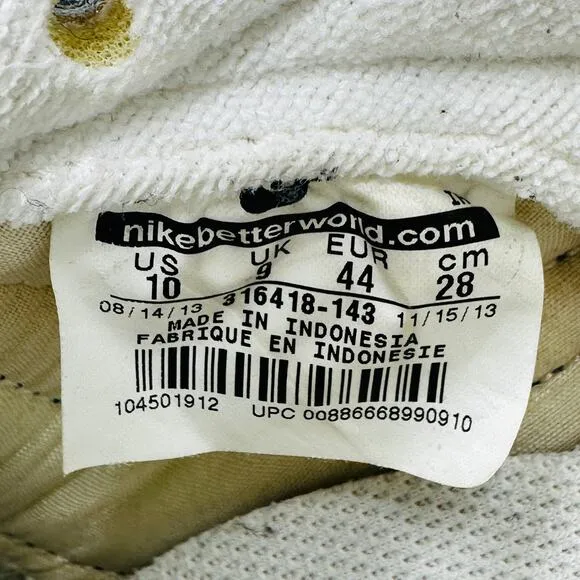 M
nikebetterworld.com
US UK EUR cm
10 9 44 28
08/14/13 316418-143 11/15/13
MADE IN INDONESIA
FABRIQUE EN INDONESIE
104501912 UPC 00886668990910